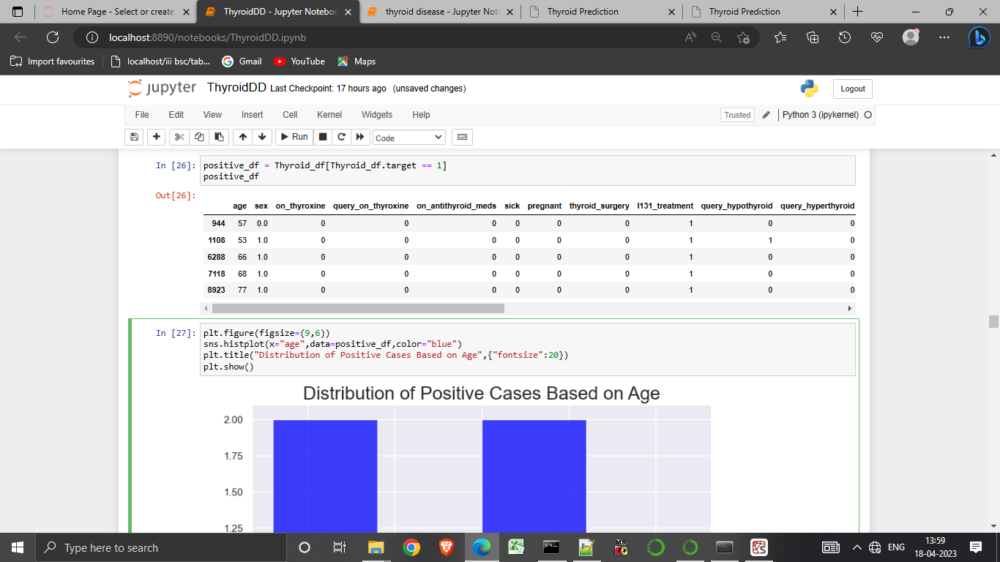 Home Page - Select or create
ThyroidDD - Jupyter Noteboo
thyroid disease - Jupyter Note
Thyroid Prediction
Thyroid Prediction
localhost:8890/notebooks/ThyroidDD.ipynb
Import favourites
localhost/iii bsc/tab...
Gmail
YouTube
Maps
jupyter
ThyroidDD
Last Checkpoint: 17 hours ago
(unsaved changes)
Logout
File Edit View Insert Cell Kernel Widgets Help
Trusted
Python 3 (ipykernel)
Run
Code
In [26]:
positive_df = Thyroid_df[Thyroid_df.target == 1]
positive_df
Out[26]:
age sex on_thyroxine query_on_thyroxine on_antithyroid_meds sick pregnant thyroid_surgery I131_treatment query_hypothyroid query_hyperthyroid
944 57 0.0 0 0 0 0 0 0 1 0 0
1108 53 1.0 0 0 0 0 0 0 1 1 0
6288 66 1.0 0 0 0 0 0 0 1 0 0
7118 68 1.0 0 0 0 0 0 0 1 0 0
8923 77 1.0 0 0 0 0 0 0 1 0 0
In [27]:
plt.figure(figsize=(9,6))
sns.histplot(x="age",data=positive_df,color="blue")
plt.title("Distribution of Positive Cases Based on Age",{"fontsize":20})
plt.show()
Distribution of Positive Cases Based on Age
2.00
1.75
1.50
1.25
Type here to search
ENG
13:59
18-04-2023